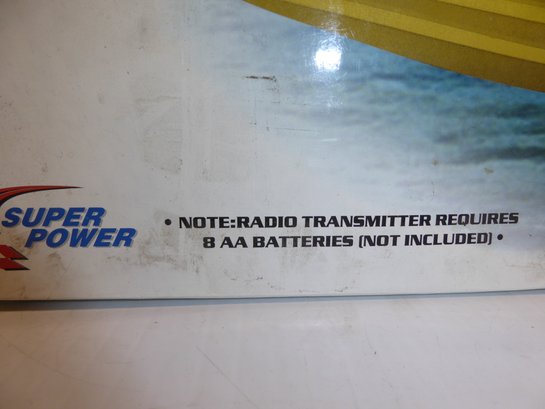 SUPER
POWER
• NOTE:RADIO TRANSMITTER REQUIRES
8 AA BATTERIES (NOT INCLUDED) •